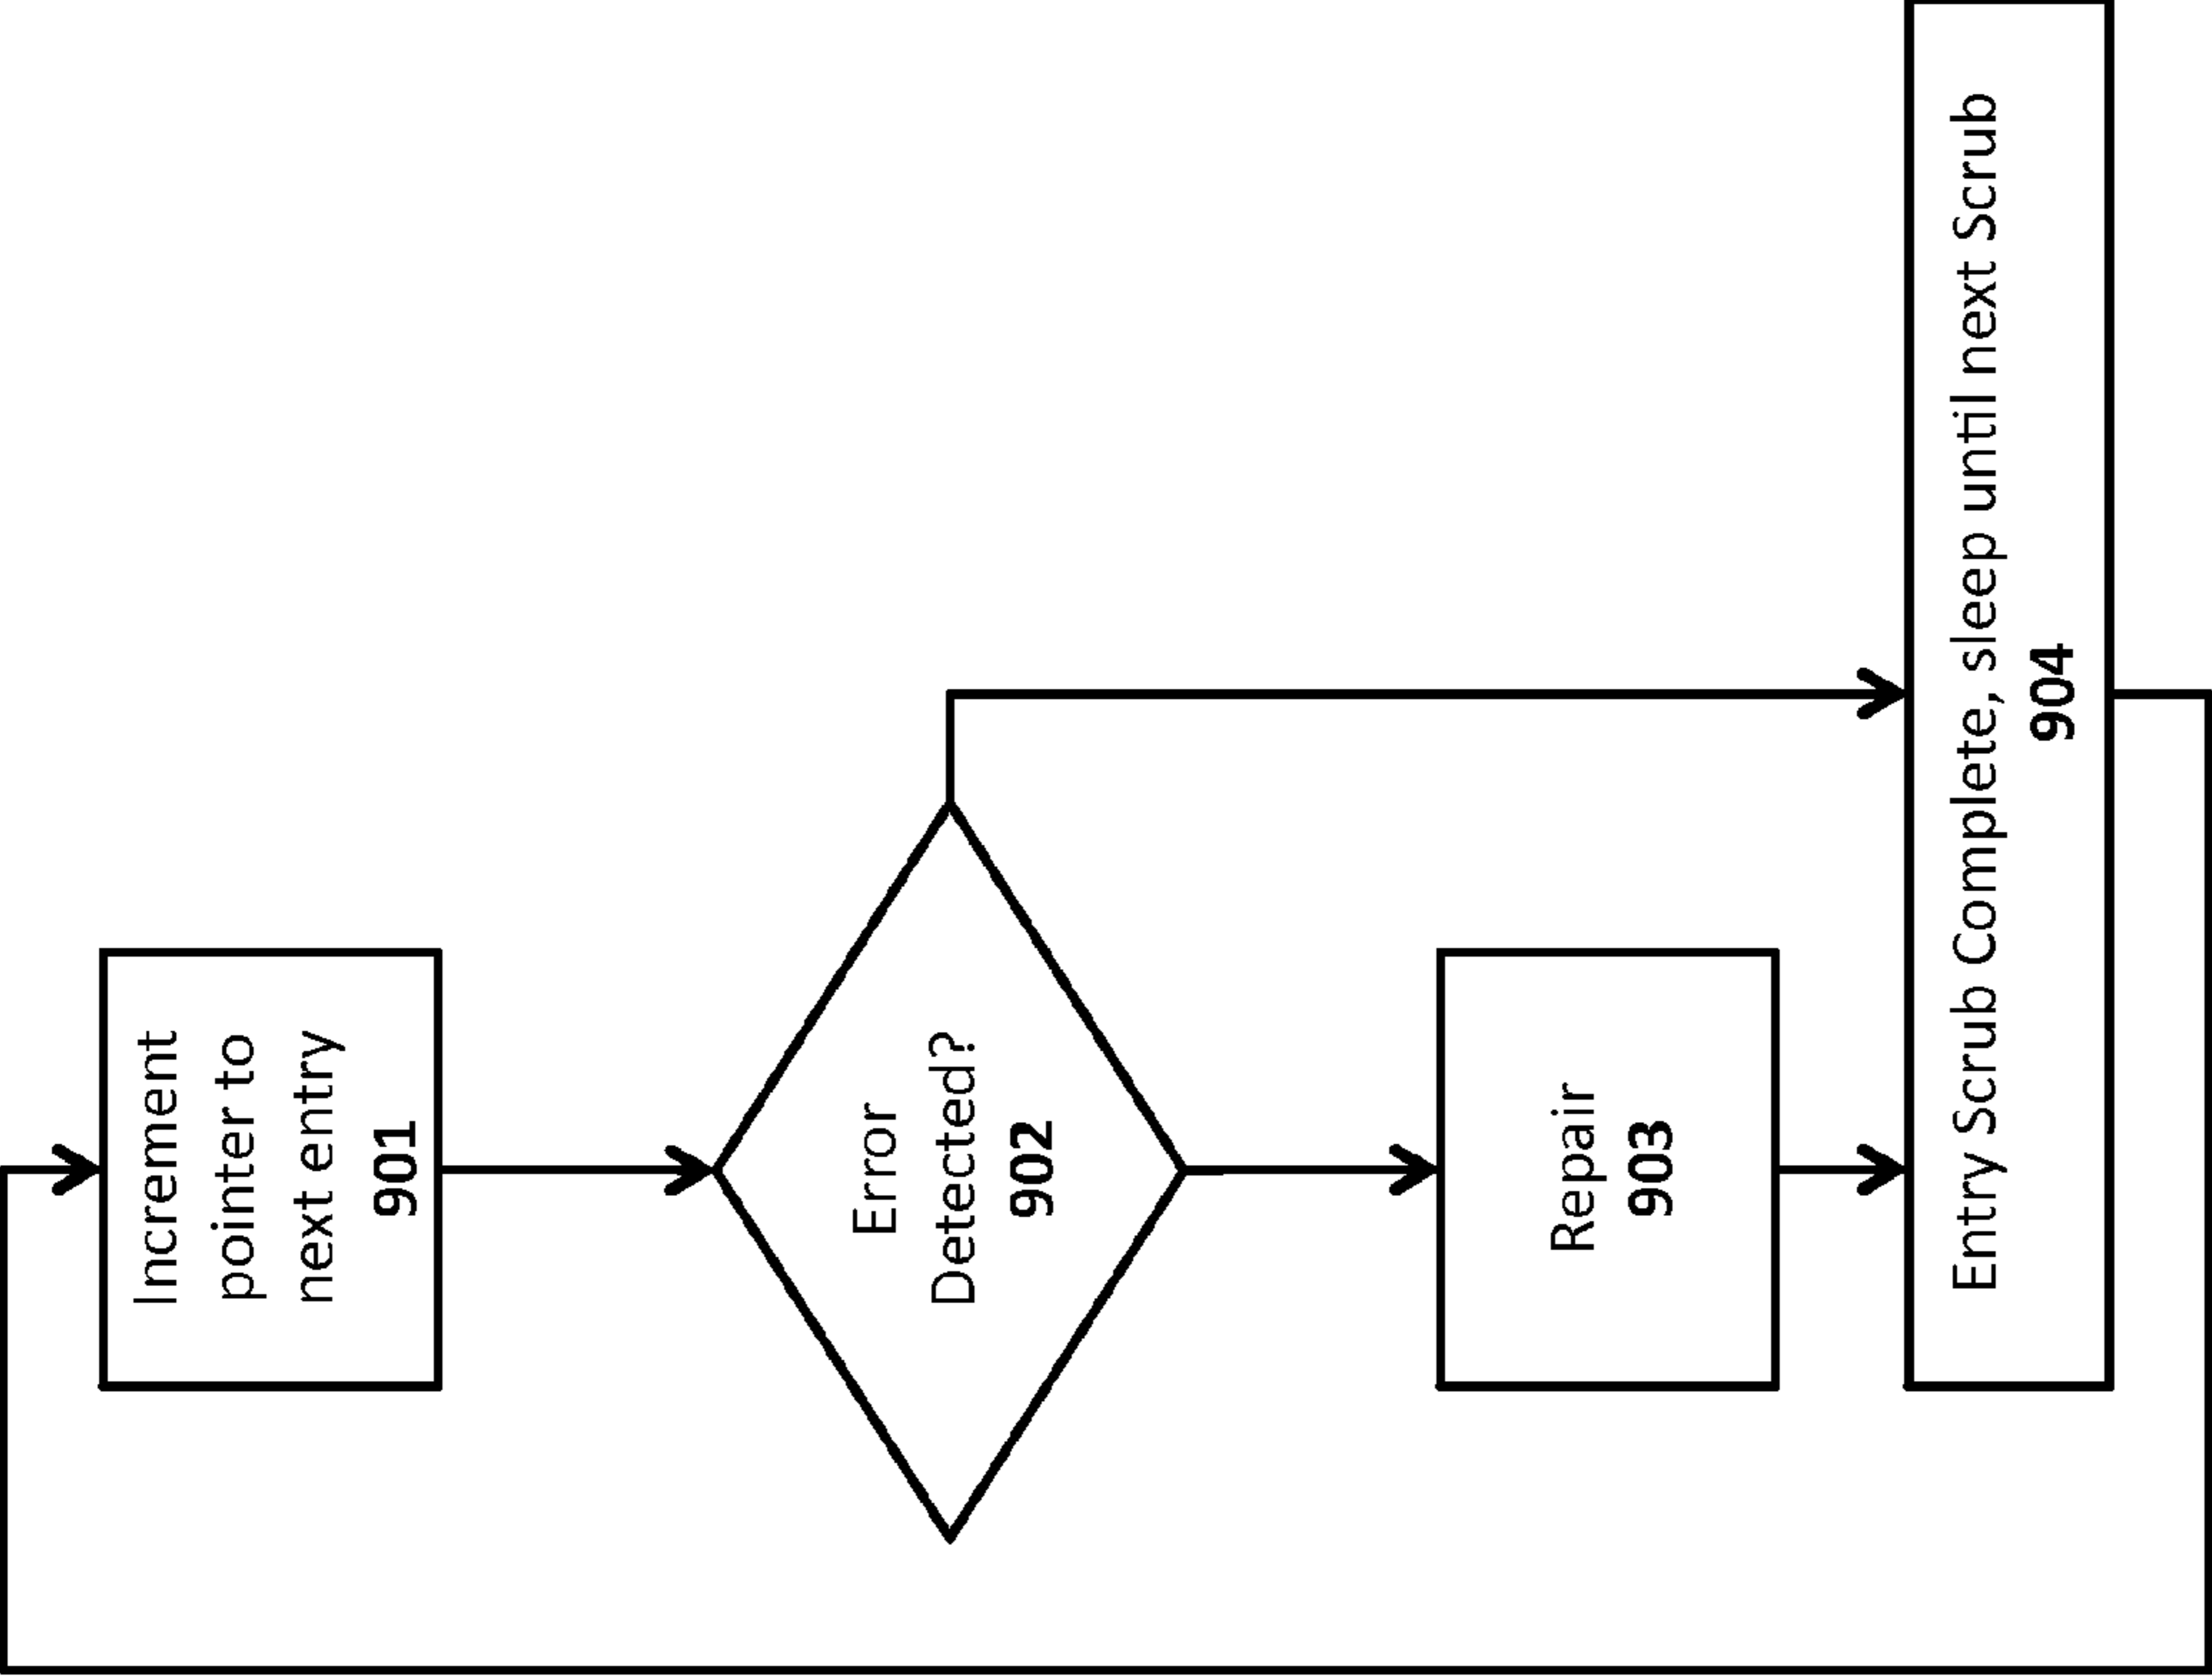 Increment
pointer to
next entry
901
Error
Detected?
902
Repair
903
Entry Scrub Complete, sleep until next Scrub
904